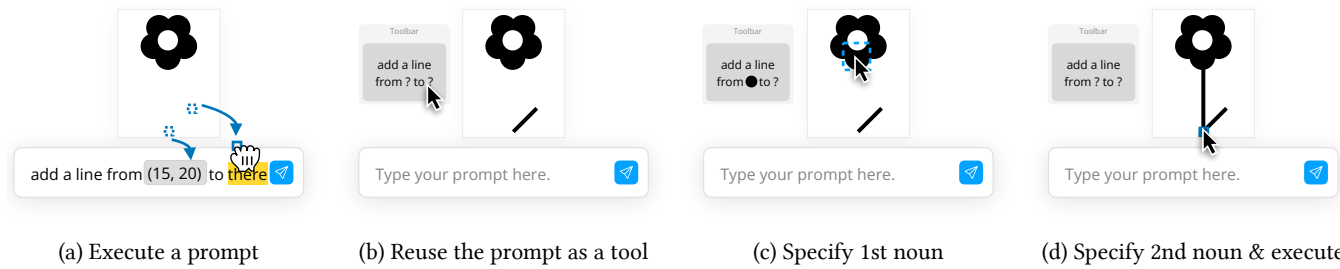 Toolbar
Toolbar
Toolbar
add a line
from ? to ?
add a line
from to ?
add a line
from ? to ?
add a line from (15, 20) to there
Type your prompt here.
Type your prompt here.
Type your prompt here.
(a) Execute a prompt
(b) Reuse the prompt as a tool
(c) Specify 1st noun
(d) Specify 2nd noun & execute